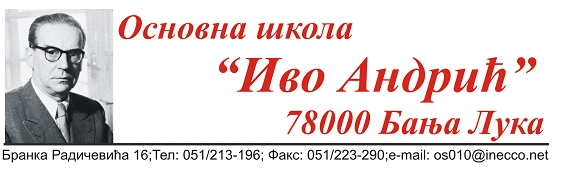 Основна школа
“Иво Андрић”
78000 Бања Лука
Бранка Радичевића 16;Тел: 051/213-196; Факс: 051/223-290;e-mail: os010@inecco.net